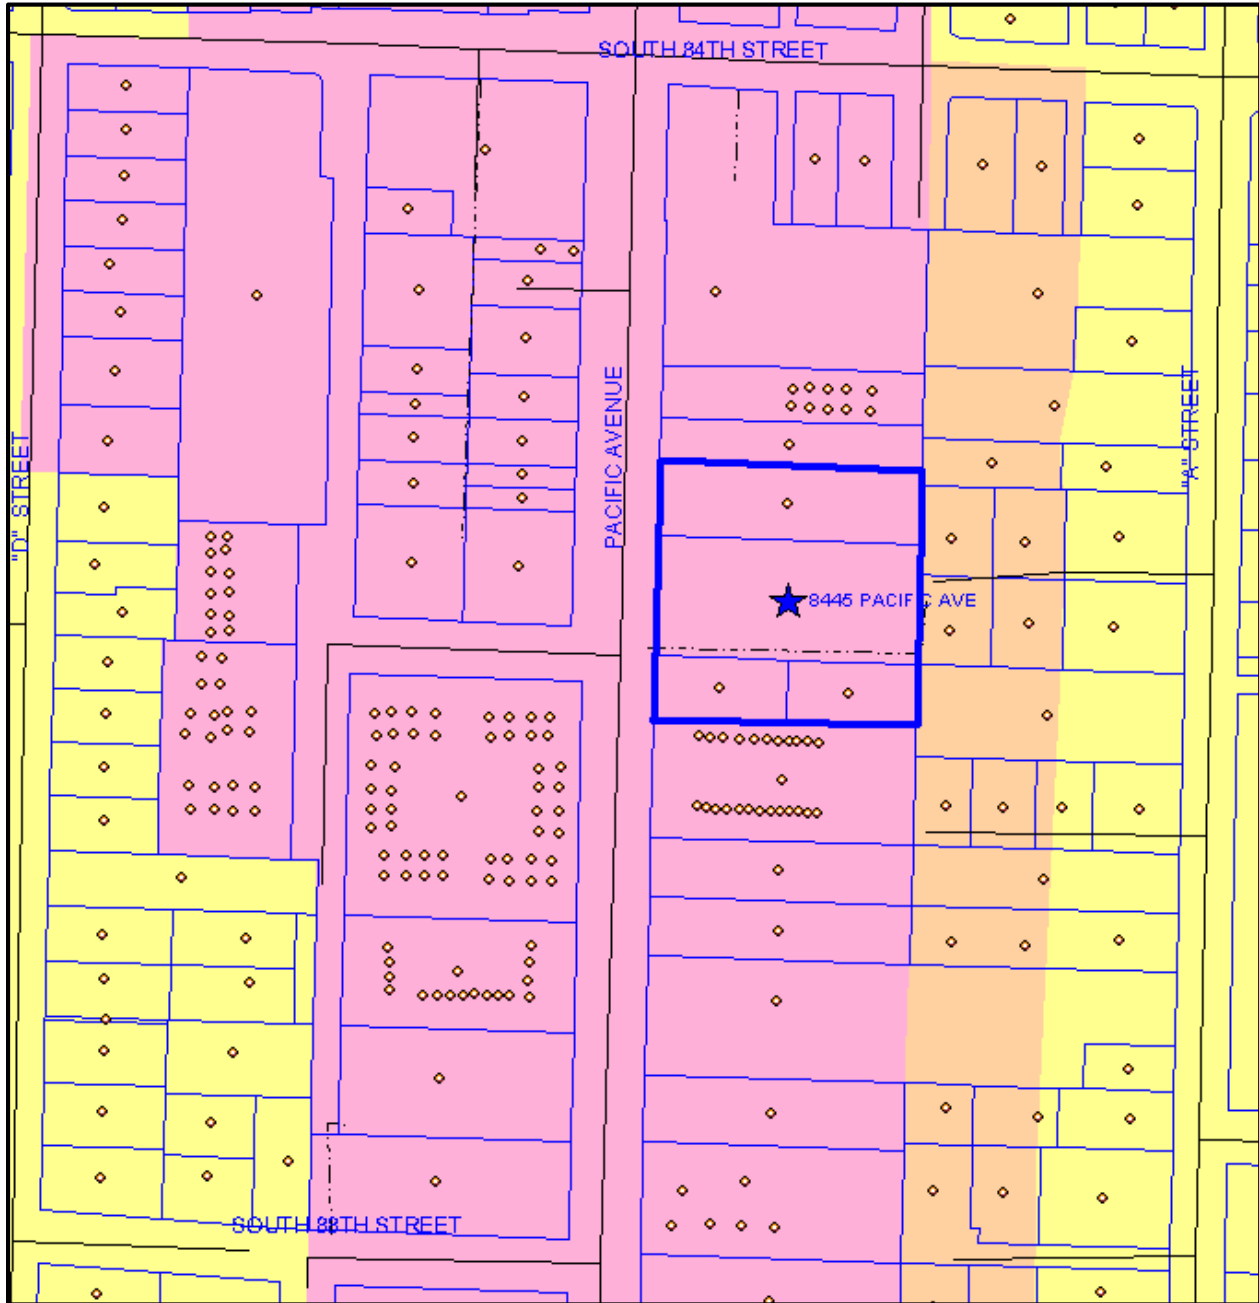 SOUTH 84TH STREET
PACIFIC AVENUE
"A" STREET
"D" STREET
8445 PACIFIC AVE
SOUTH 88TH STREET